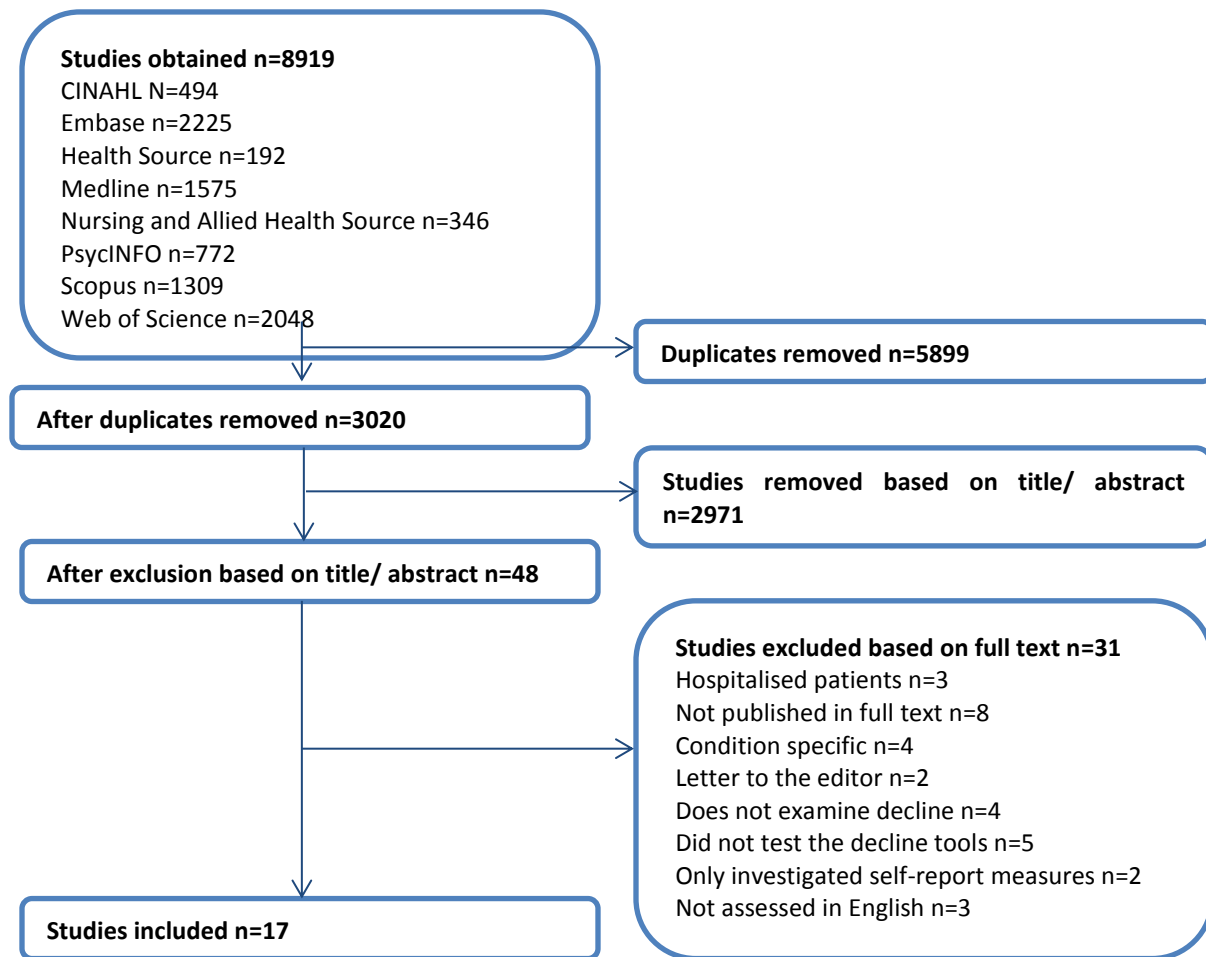 Studies obtained n=8919
CINAHL N=494
Embase n=2225
Health Source n=192
Medline n=1575
Nursing and Allied Health Source n=346
PsycINFO n=772
Scopus n=1309
Web of Science n=2048
Duplicates removed n=5899
After duplicates removed n=3020
Studies removed based on title/ abstract
n=2971
After exclusion based on title/ abstract n=48
Studies excluded based on full text n=31
Hospitalised patients n=3
Not published in full text n=8
Condition specific n=4
Letter to the editor n=2
Does not examine decline n=4
Did not test the decline tools n=5
Only investigated self-report measures n=2
Not assessed in English n=3
Studies included n=17